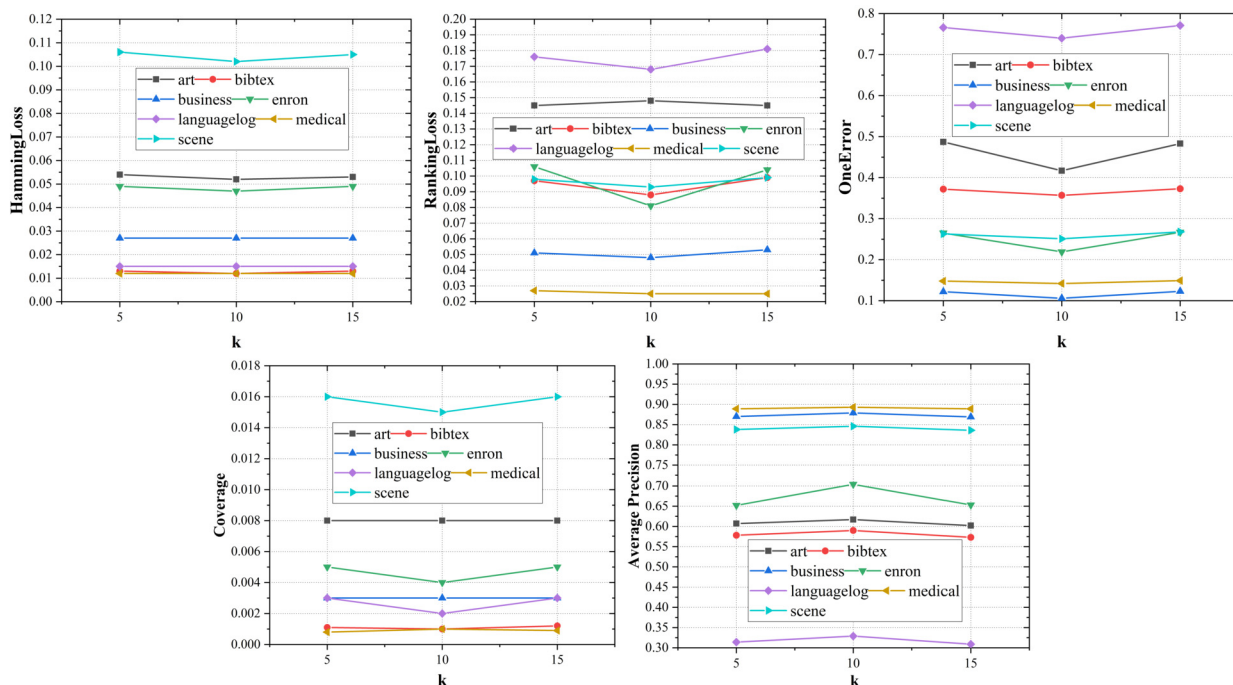 0.12
0.11
0.10
0.09
0.08
0.07
0.06
0.05
0.04
0.03
0.02
0.01
0.00
HammingLoss
art bibtex
business enron
languagelog medical
scene
5 10 15
k
0.20
0.19
0.18
0.17
0.16
0.15
0.14
0.13
0.12
0.11
0.10
0.09
0.08
0.07
0.06
0.05
0.04
0.03
0.02
RankingLoss
art bibtex business enron
languagelog medical scene
5 10 15
k
0.8
0.7
0.6
0.5
0.4
0.3
0.2
0.1
OneError
art bibtex
business enron
languagelog medical
scene
5 10 15
k
0.018
0.016
0.014
0.012
0.010
0.008
0.006
0.004
0.002
0.000
Coverage
art bibtex
business enron
languagelog medical
scene
5 10 15
k
1.00
0.95
0.90
0.85
0.80
0.75
0.70
0.65
0.60
0.55
0.50
0.45
0.40
0.35
0.30
Average Precision
art bibtex
business enron
languagelog medical
scene
5 10 15
k